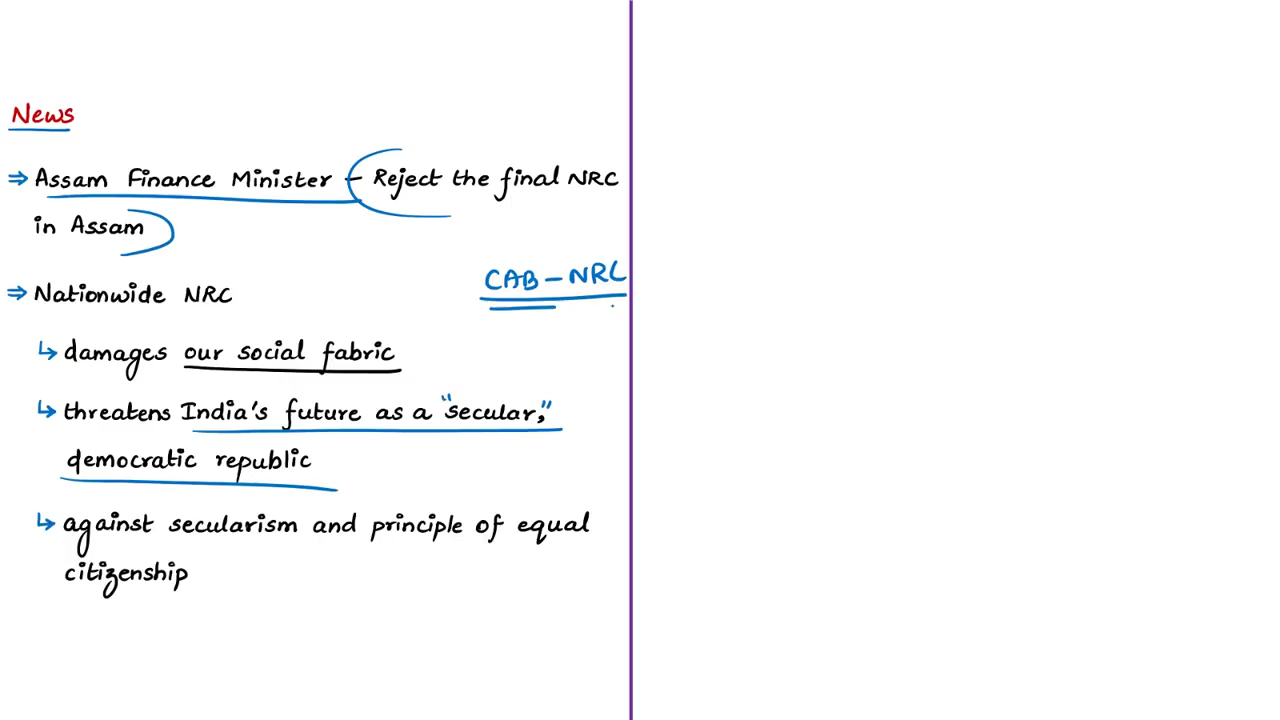 News
⇒ Assam Finance Minister - Reject the final NRC
in Assam
CAB - NRC
⇒ Nationwide NRC
↳ damages our social fabric
↳ threatens India's future as a "secular,"
democratic republic
↳ against secularism and principle of equal
citizenship